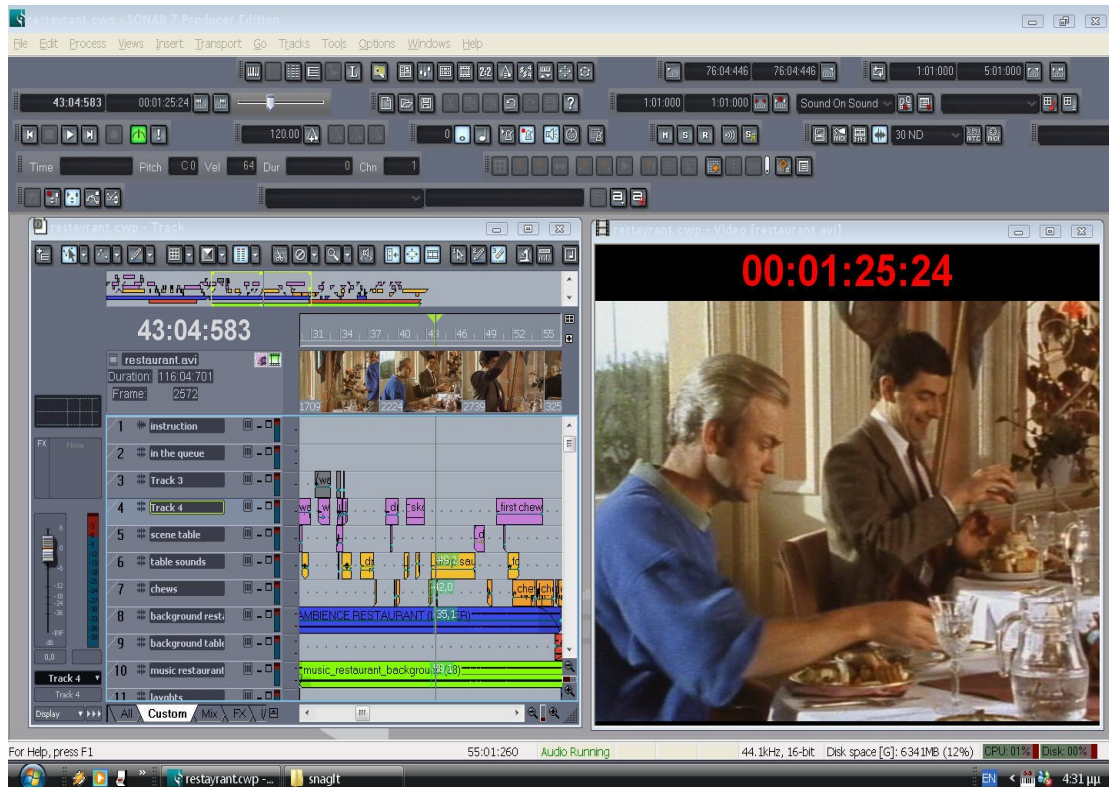 restayrant.cwp - SONAR 7 Producer Edition
File Edit Process Views Insert Transport Go Tracks Tools Options Windows Help
76:04:446 76:04:446 1:01:000 5:01:000
43:04:583 00:01:25:24 1:01:000 1:01:000 Sound On Sound
120.00 0 M S R 30 ND
Time Pitch C 0 Vel 64 Dur 0 Chn 1
restayrant.cwp - Track
43:04:583
31 34 37 40 43 46 49 52 55
restaurant.avi
Duration: 116:04:701
Frame: 2572
1709 2224 2739 325
FX None
1 instruction
2 in the queue
3 Track 3
4 Track 4
first chew
5 scene table
6 table sounds
7 chews
8 background resta
AMBIENCE RESTAURANT
9 background table
10 music restaurant
music_restaurant_backgrou
11 layghts
0,0
Track 4
Track 4
Display
All Custom Mix FX
restayrant.cwp - Video [restaurant.avi]
00:01:25:24
For Help, press F1 55:01:260 Audio Running 44.1kHz, 16-bit Disk space [G]: 6341MB (12%) CPU: 01% Disk: 00%
restayrant.cwp -... snagIt EN 4:31 μμ